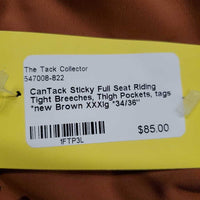 The Tack Collector
547008-822
CanTack Sticky Full Seat Riding
Tight Breeches, Thigh Pockets, tags
*new Brown XXXlg *34/36"
$85.00
1FTP3L